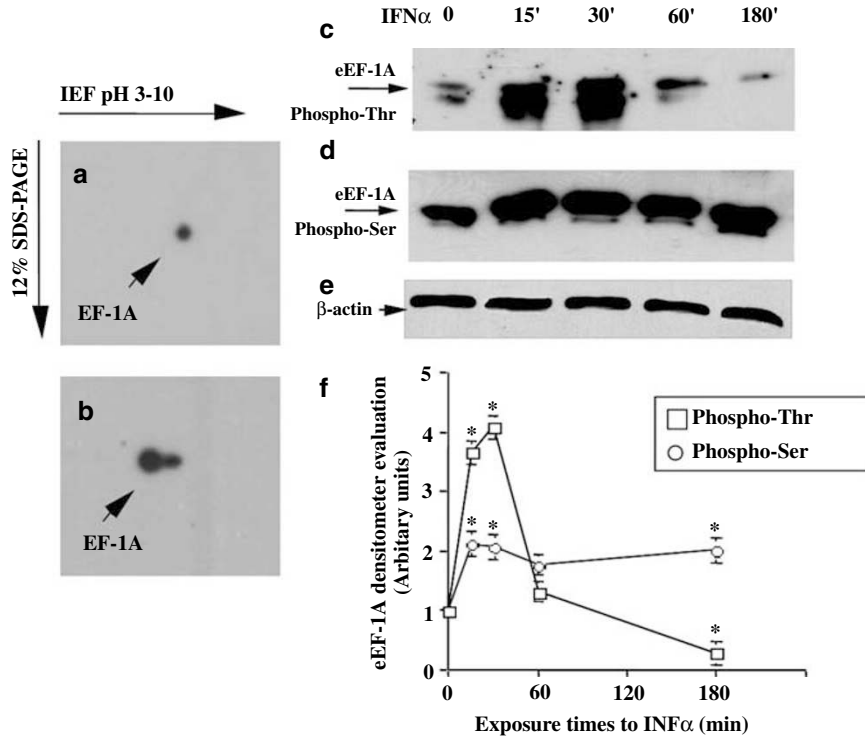 IFNα 0 15' 30' 60' 180'
c
eEF-1A
Phospho-Thr
IEF pH 3-10
12% SDS-PAGE
a
EF-1A
b
EF-1A
d
eEF-1A
Phospho-Ser
e
β-actin
f
eEF-1A densitometer evaluation
(Arbitary units)
5
4
3
2
1
0
* * * * * *
Phospho-Thr
Phospho-Ser
0 60 120 180
Exposure times to INFα (min)